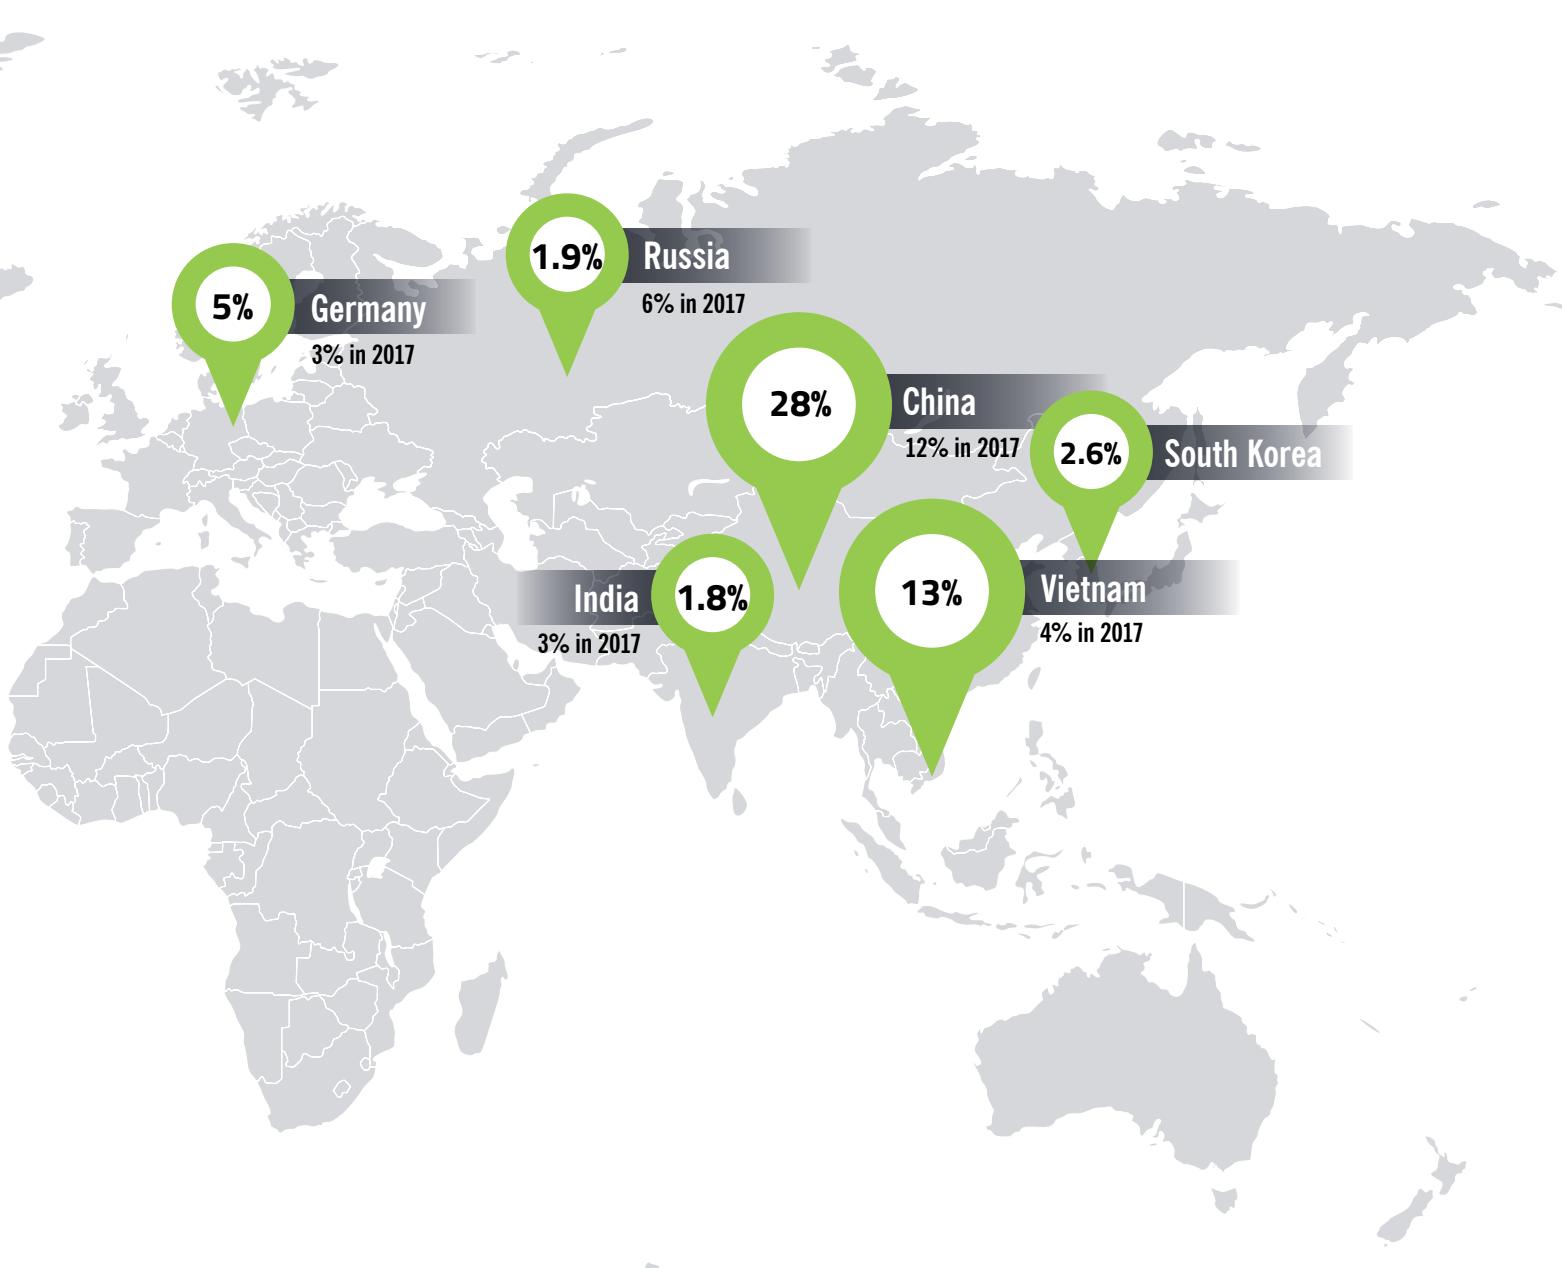 1.9%
Russia
6% in 2017
5%
Germany
3% in 2017
28%
China
12% in 2017
2.6%
South Korea
India
3% in 2017
1.8%
13%
Vietnam
4% in 2017